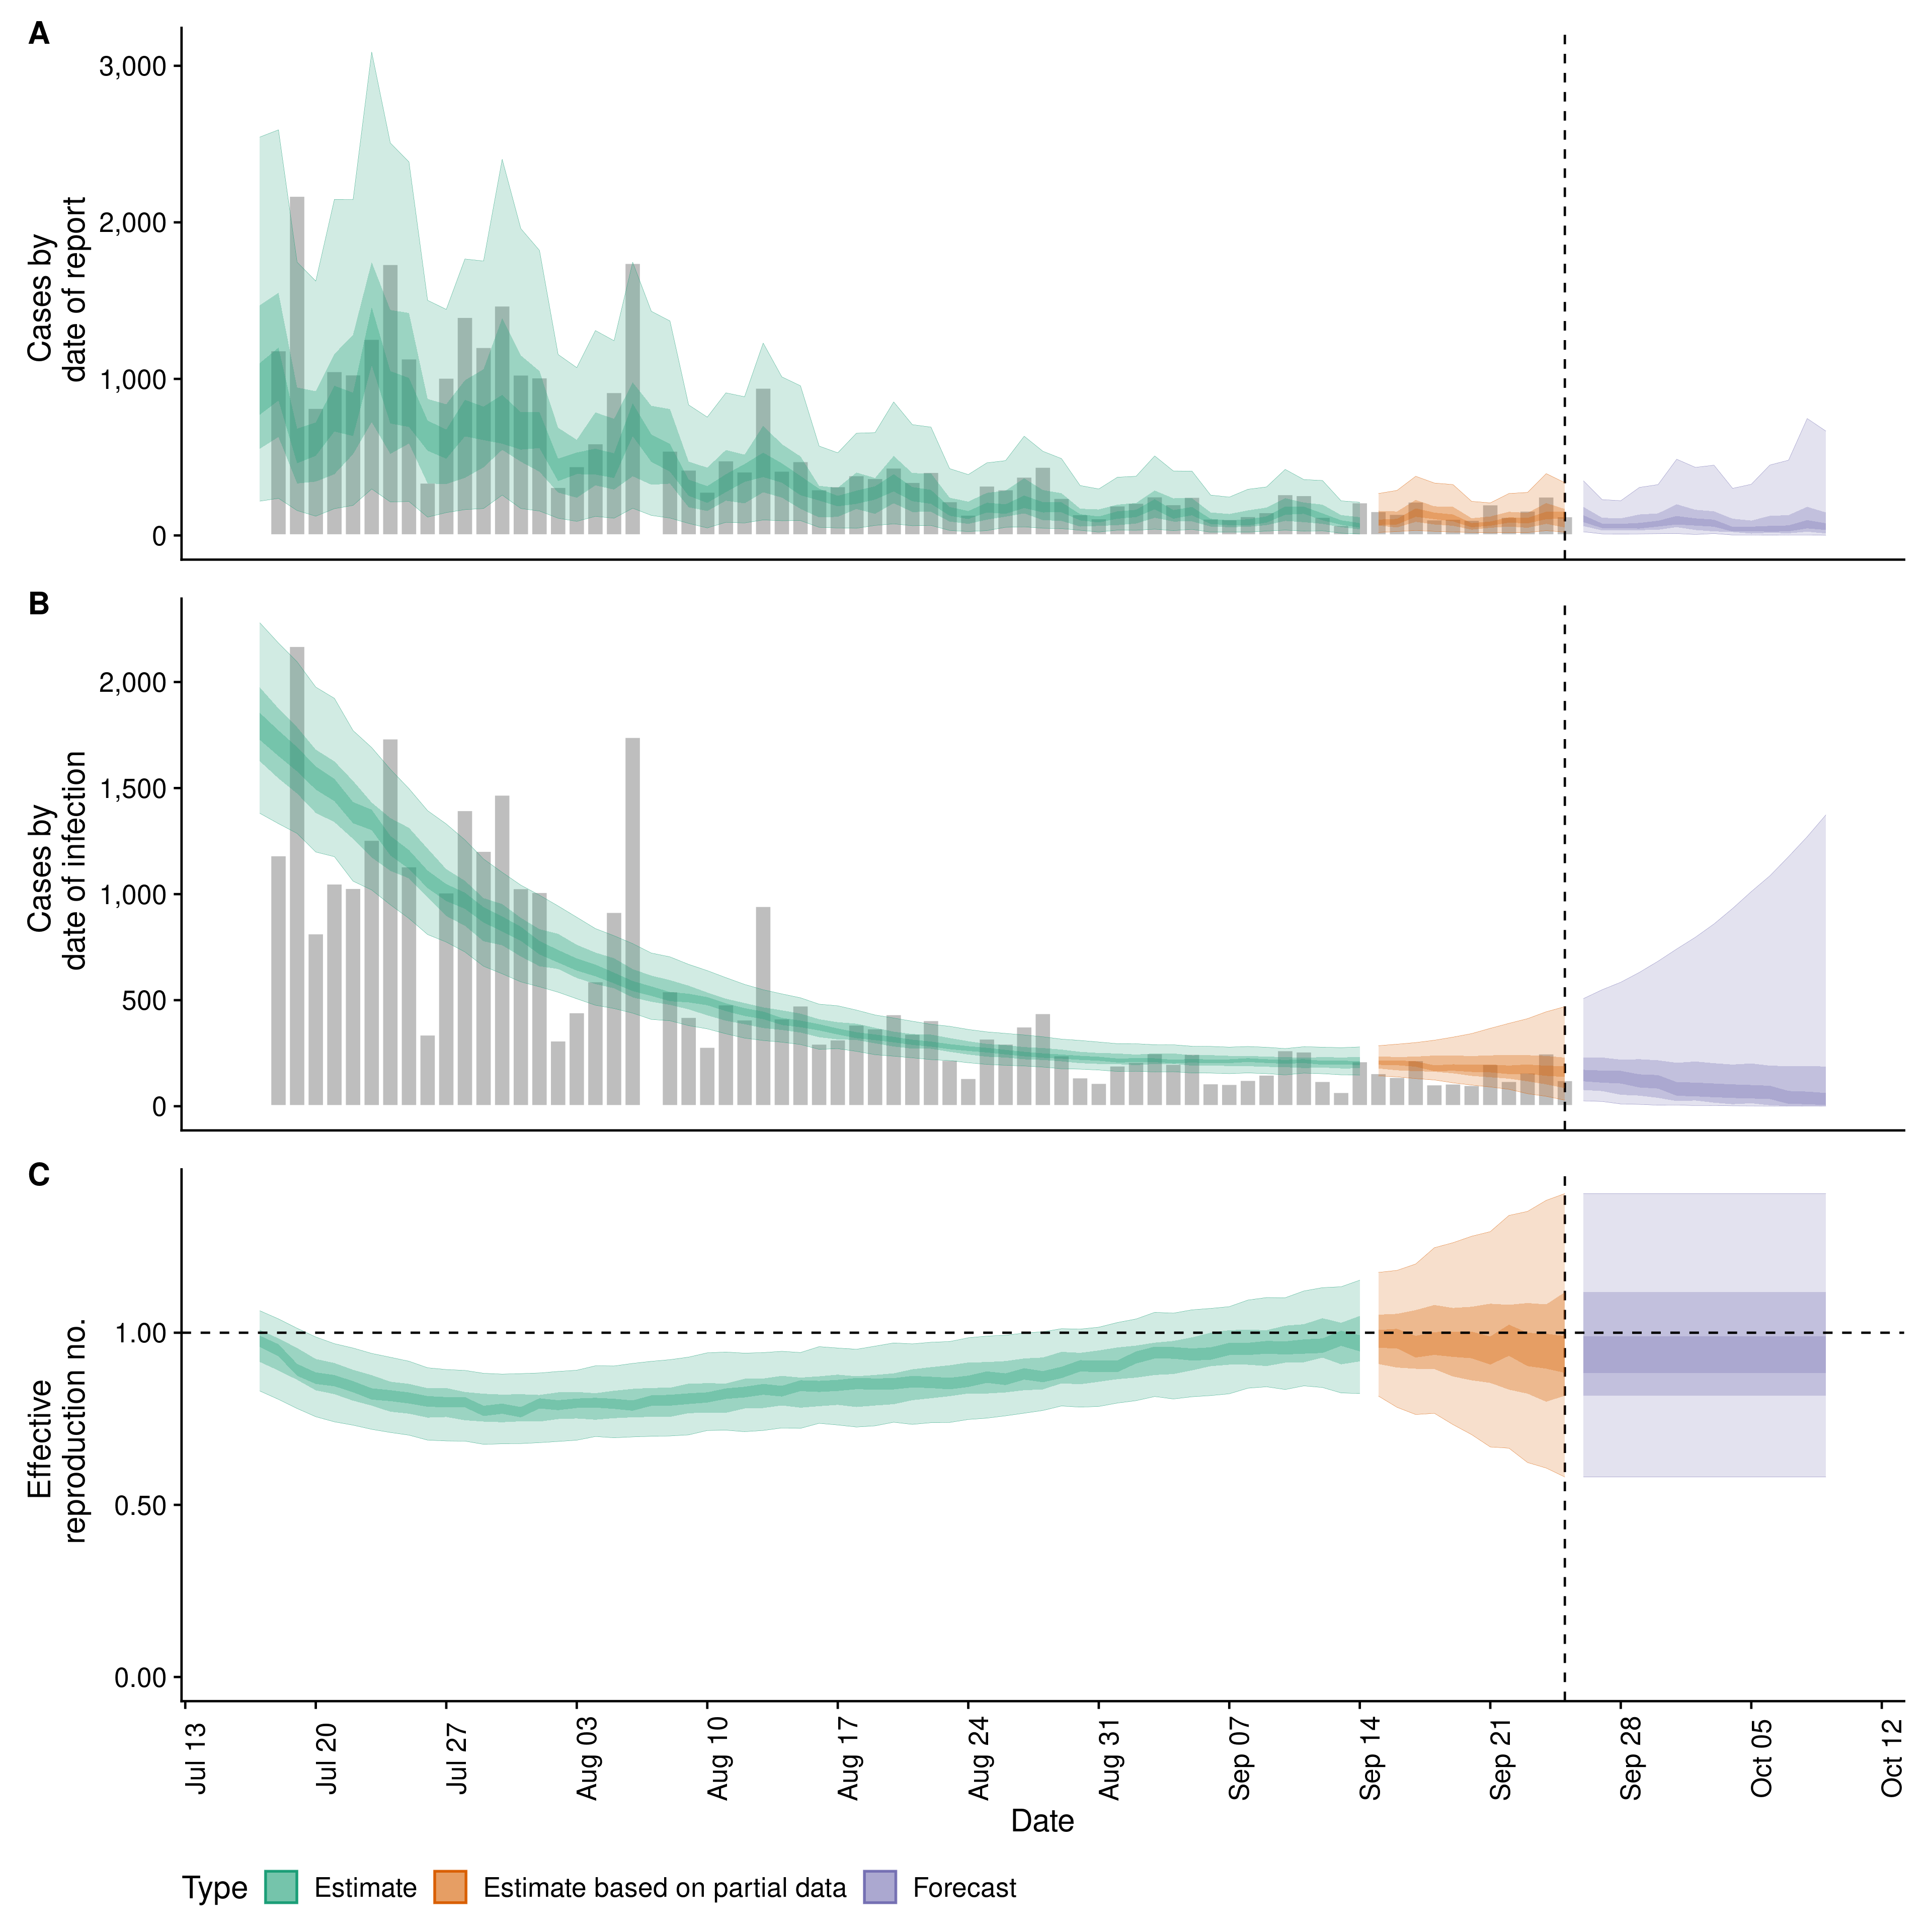 A
Cases by
date of report
3,000
2,000
1,000
0
B
Cases by
date of infection
2,000
1,500
1,000
500
0
C
Effective
reproduction no.
1.00
0.50
0.00
Jul 13
Jul 20
Jul 27
Aug 03
Aug 10
Aug 17
Aug 24
Aug 31
Sep 07
Sep 14
Sep 21
Sep 28
Oct 05
Oct 12
Date
Type Estimate Estimate based on partial data Forecast